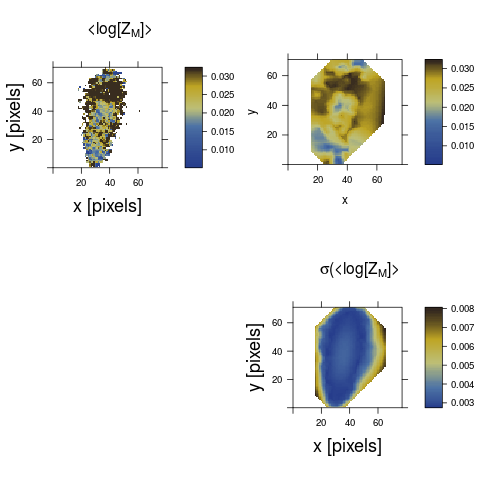 <log[Z_M]>
y [pixels]
60
40
20
20 40 60
x [pixels]
0.030
0.025
0.020
0.015
0.010
y
60
40
20
20 40 60
x
0.030
0.025
0.020
0.015
0.010
σ(<log[Z_M]>
y [pixels]
60
40
20
20 40 60
x [pixels]
0.008
0.007
0.006
0.005
0.004
0.003